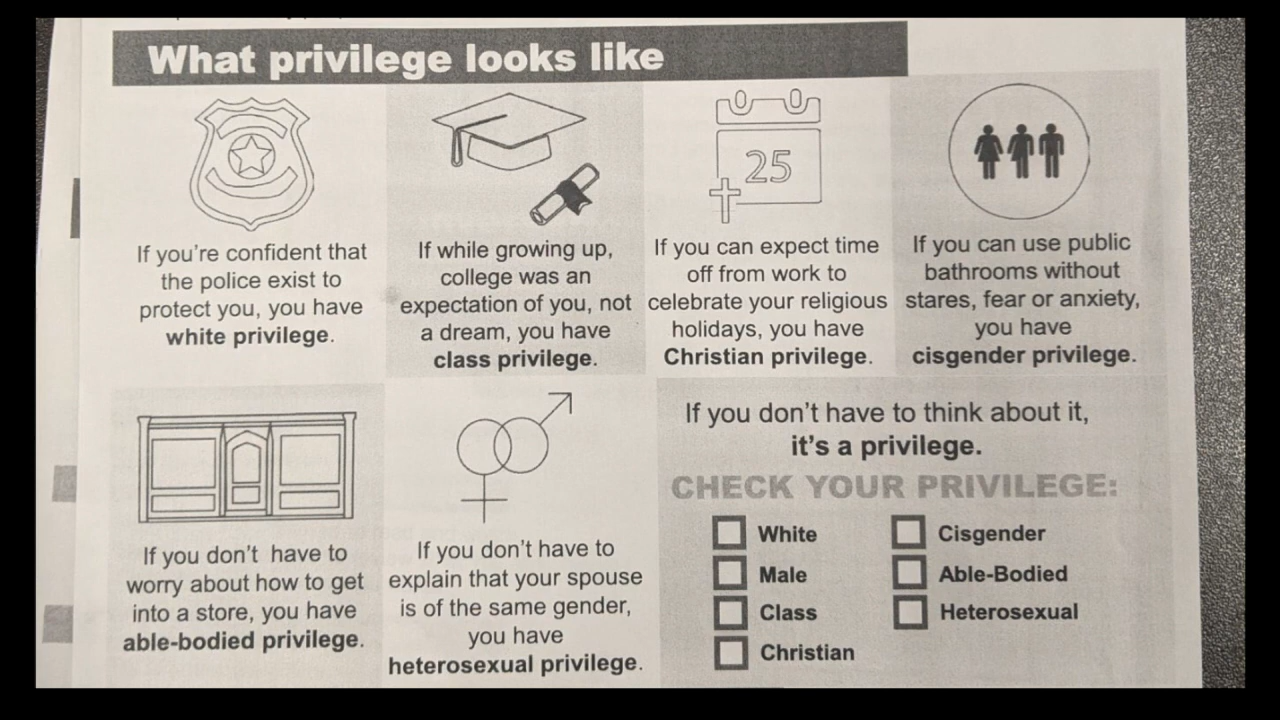 What privilege looks like
25
If you're confident that
the police exist to
protect you, you have
white privilege.
If while growing up,
college was an
expectation of you, not
a dream, you have
class privilege.
If you can expect time
off from work to
celebrate your religious
holidays, you have
Christian privilege.
If you can use public
bathrooms without
stares, fear or anxiety,
you have
cisgender privilege.
If you don't have to
worry about how to get
into a store, you have
able-bodied privilege.
If you don't have to
explain that your spouse
is of the same gender,
you have
heterosexual privilege.
If you don't have to think about it,
it's a privilege.
CHECK YOUR PRIVILEGE:
White
Male
Class
Christian
Cisgender
Able-Bodied
Heterosexual